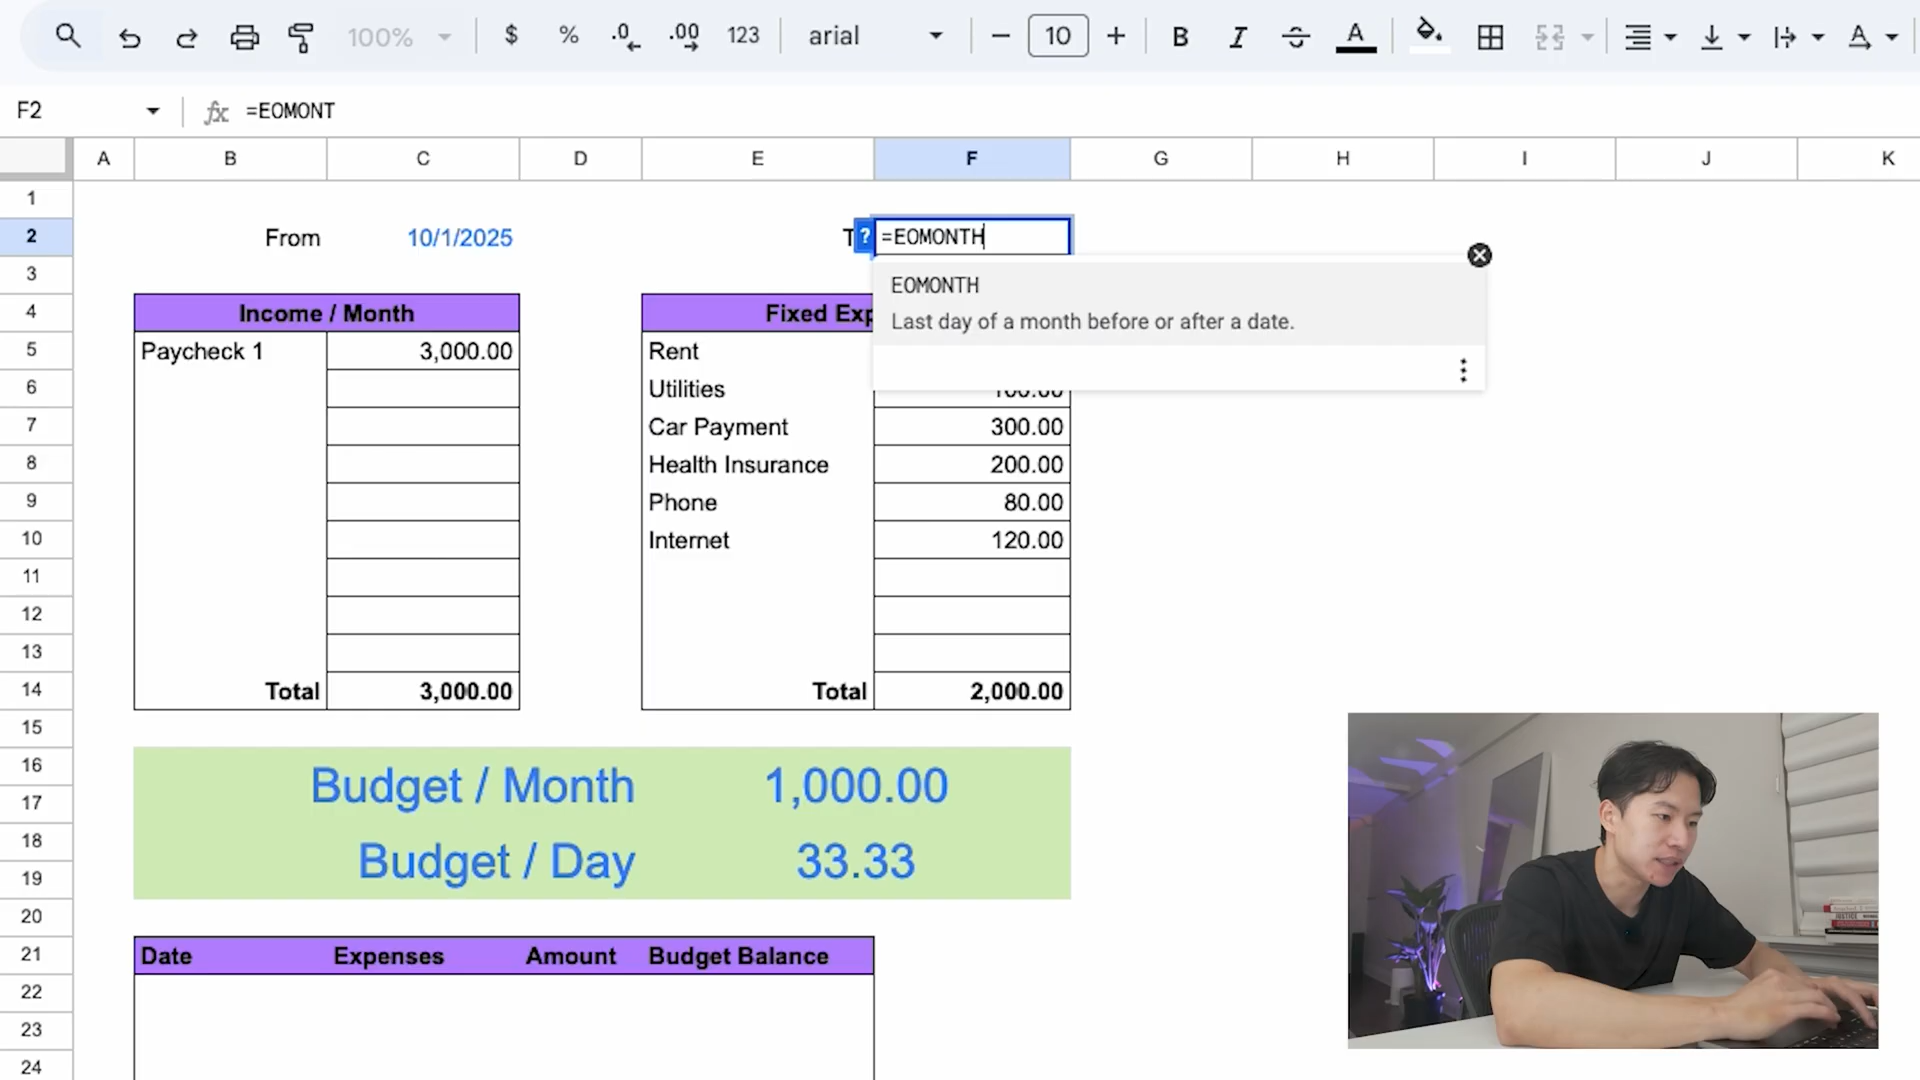 100% $ % .0 .00 123 arial 10 B I A
F2 fx =EOMONT
A B C D E F G H I J K
1
2 From 10/1/2025 T ? =EOMONTH
EOMONTH
Last day of a month before or after a date.
3
4 Income / Month Fixed Exp
5 Paycheck 1 3,000.00 Rent
6 Utilities 100.00
7 Car Payment 300.00
8 Health Insurance 200.00
9 Phone 80.00
10 Internet 120.00
11
12
13
14 Total 3,000.00 Total 2,000.00
15
16 Budget / Month 1,000.00
17
18 Budget / Day 33.33
19
20
21 Date Expenses Amount Budget Balance
22
23
24
JUSTICE